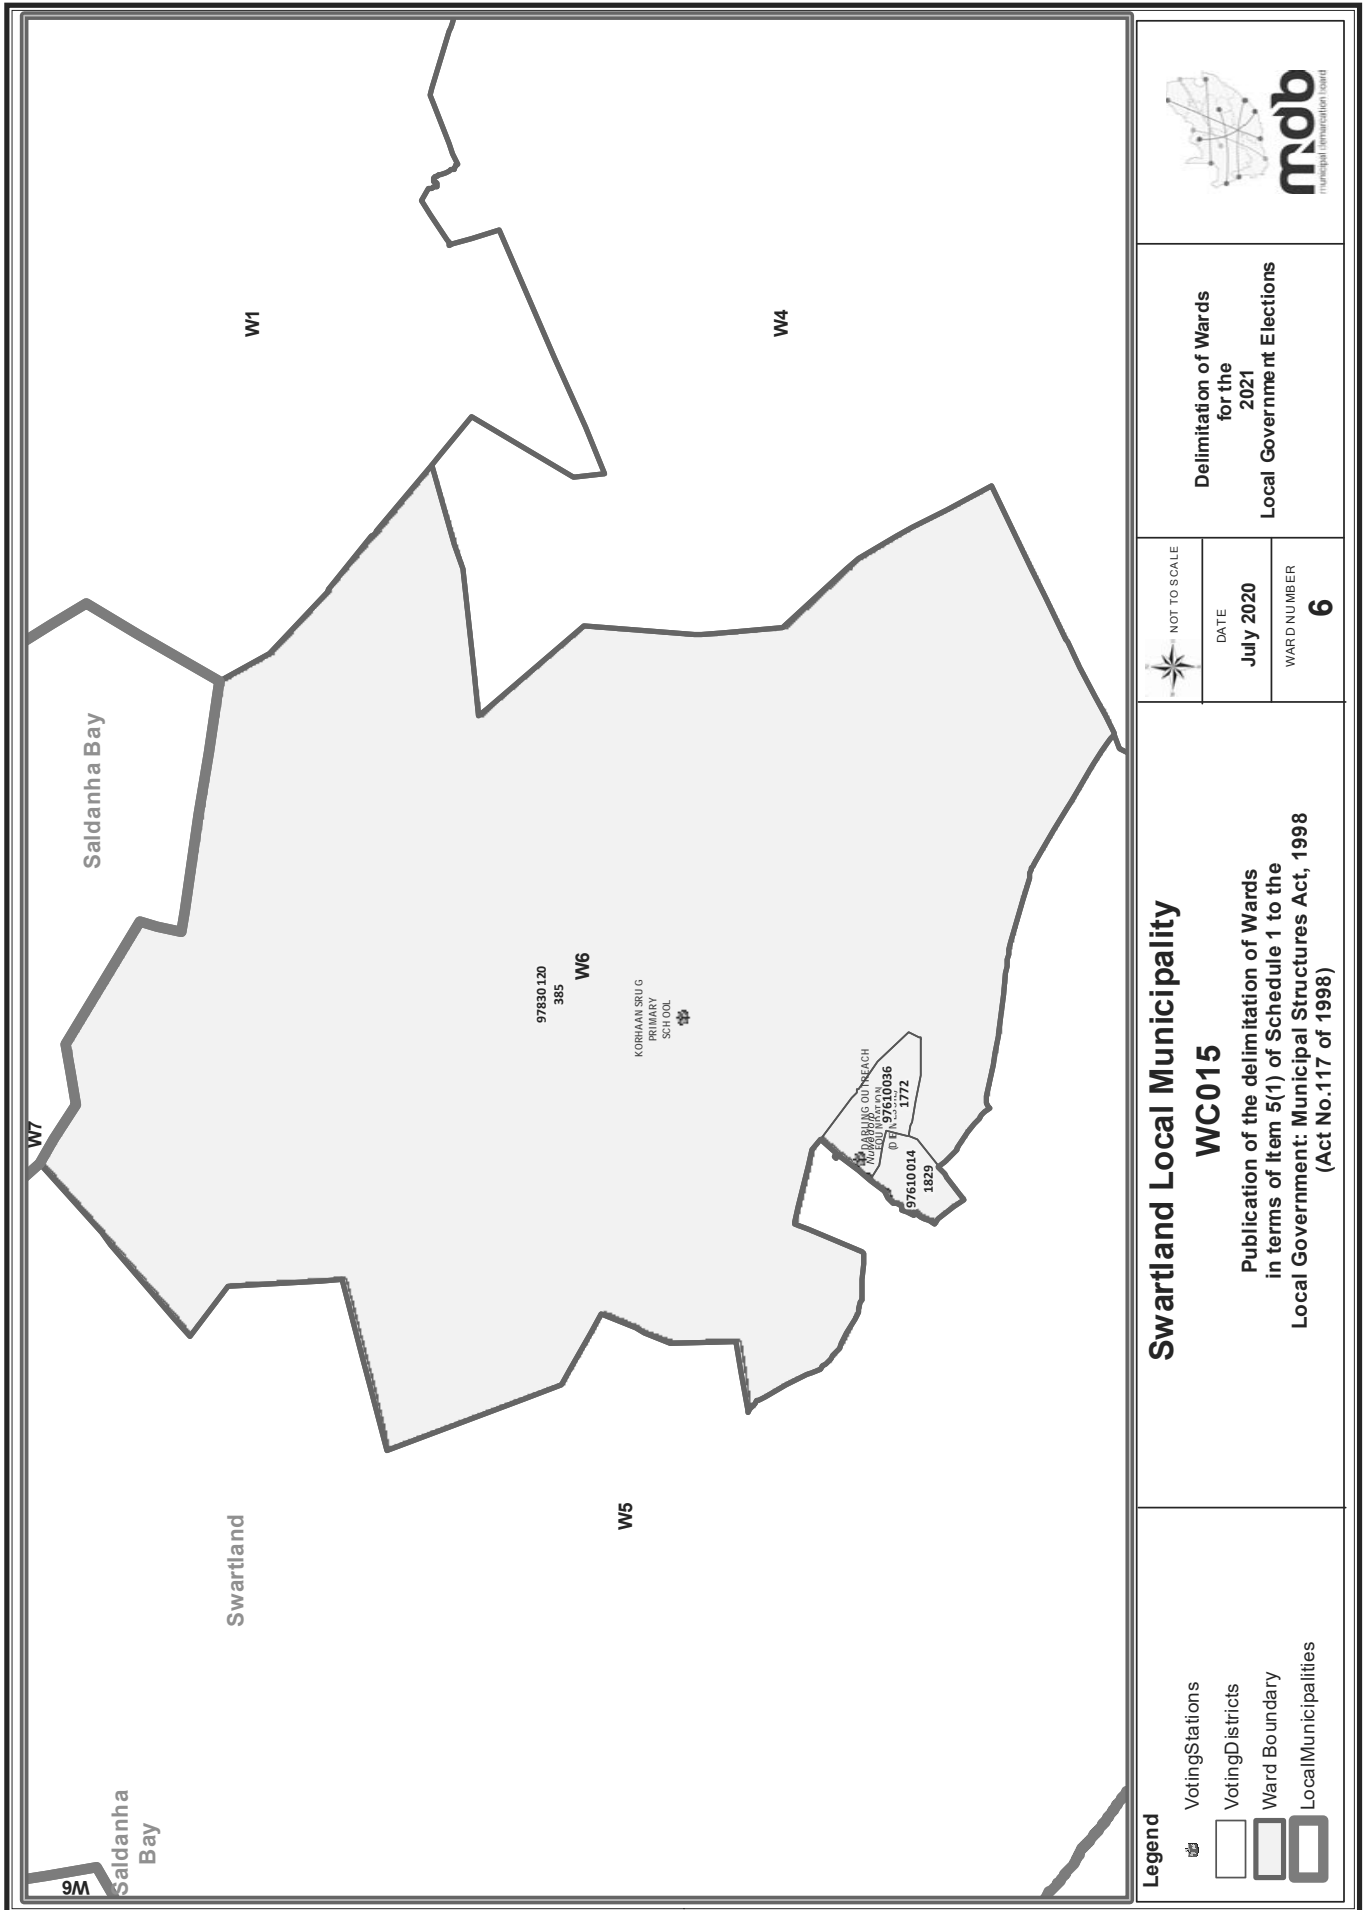 W7
Saldanha Bay
W1
W4
Swartland
W5
97830120
385
W6
KORHAANSRUG
PRIMARY
SCHOOL
DARLING OUTREACH
FOUNDATION
97610036
1772
97610014
1829
Saldanha
Bay
W6
Legend
VotingStations
VotingDistricts
Ward Boundary
LocalMunicipalities
Swartland Local Municipality
WC015
Publication of the delimitation of Wards
in terms of Item 5(1) of Schedule 1 to the
Local Government: Municipal Structures Act, 1998
(Act No.117 of 1998)
NOT TO SCALE
DATE
July 2020
WARD NUMBER
6
Delimitation of Wards
for the
2021
Local Government Elections
mdb
municipal demarcation board